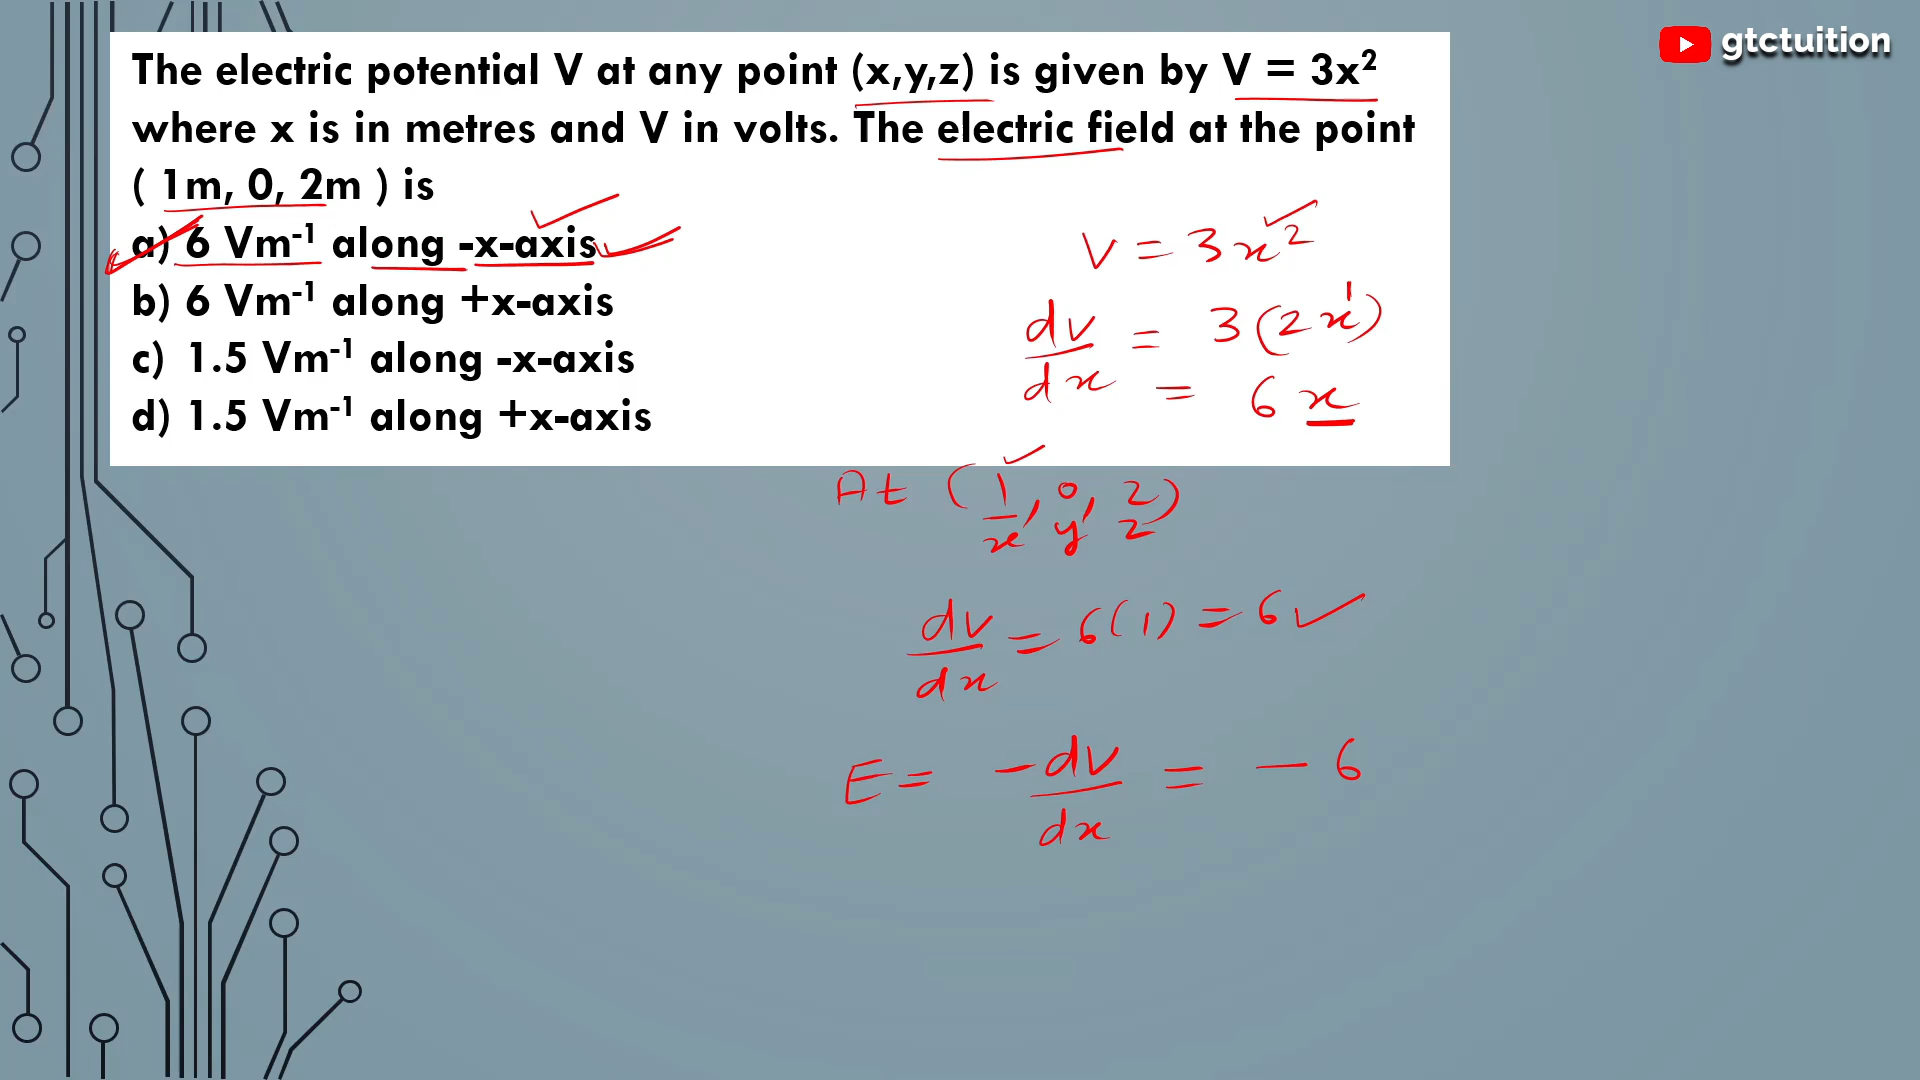 gtctuition
The electric potential V at any point (x,y,z) is given by V = 3x²
where x is in metres and V in volts. The electric field at the point
( 1m, 0, 2m ) is
a) 6 Vm⁻¹ along -x-axis
b) 6 Vm⁻¹ along +x-axis
c) 1.5 Vm⁻¹ along -x-axis
d) 1.5 Vm⁻¹ along +x-axis
V = 3x²
dv/dx = 3(2x¹)
= 6x
At (1, 0, 2)
x, y, z
dv/dx = 6(1) = 6
E = -dv/dx = -6